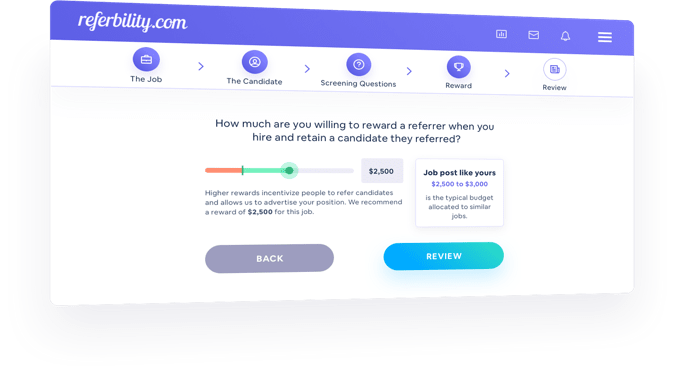 referbility.com
The Job
The Candidate
Screening Questions
Reward
Review
How much are you willing to reward a referrer when you
hire and retain a candidate they referred?
$2,500
Higher rewards incentivize people to refer candidates
and allows us to advertise your position. We recommend
a reward of $2,500 for this job.
Job post like yours
$2,500 to $3,000
is the typical budget
allocated to similar
jobs.
BACK
REVIEW